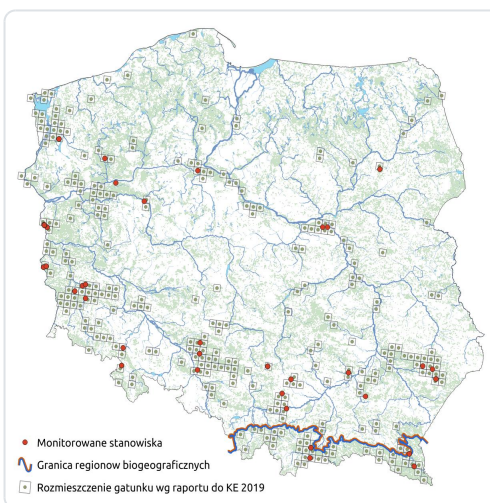 Monitorowane stanowiska
Granica regionow biogeograficznych
Rozmieszczenie gatunku wg raportu do KE 2019